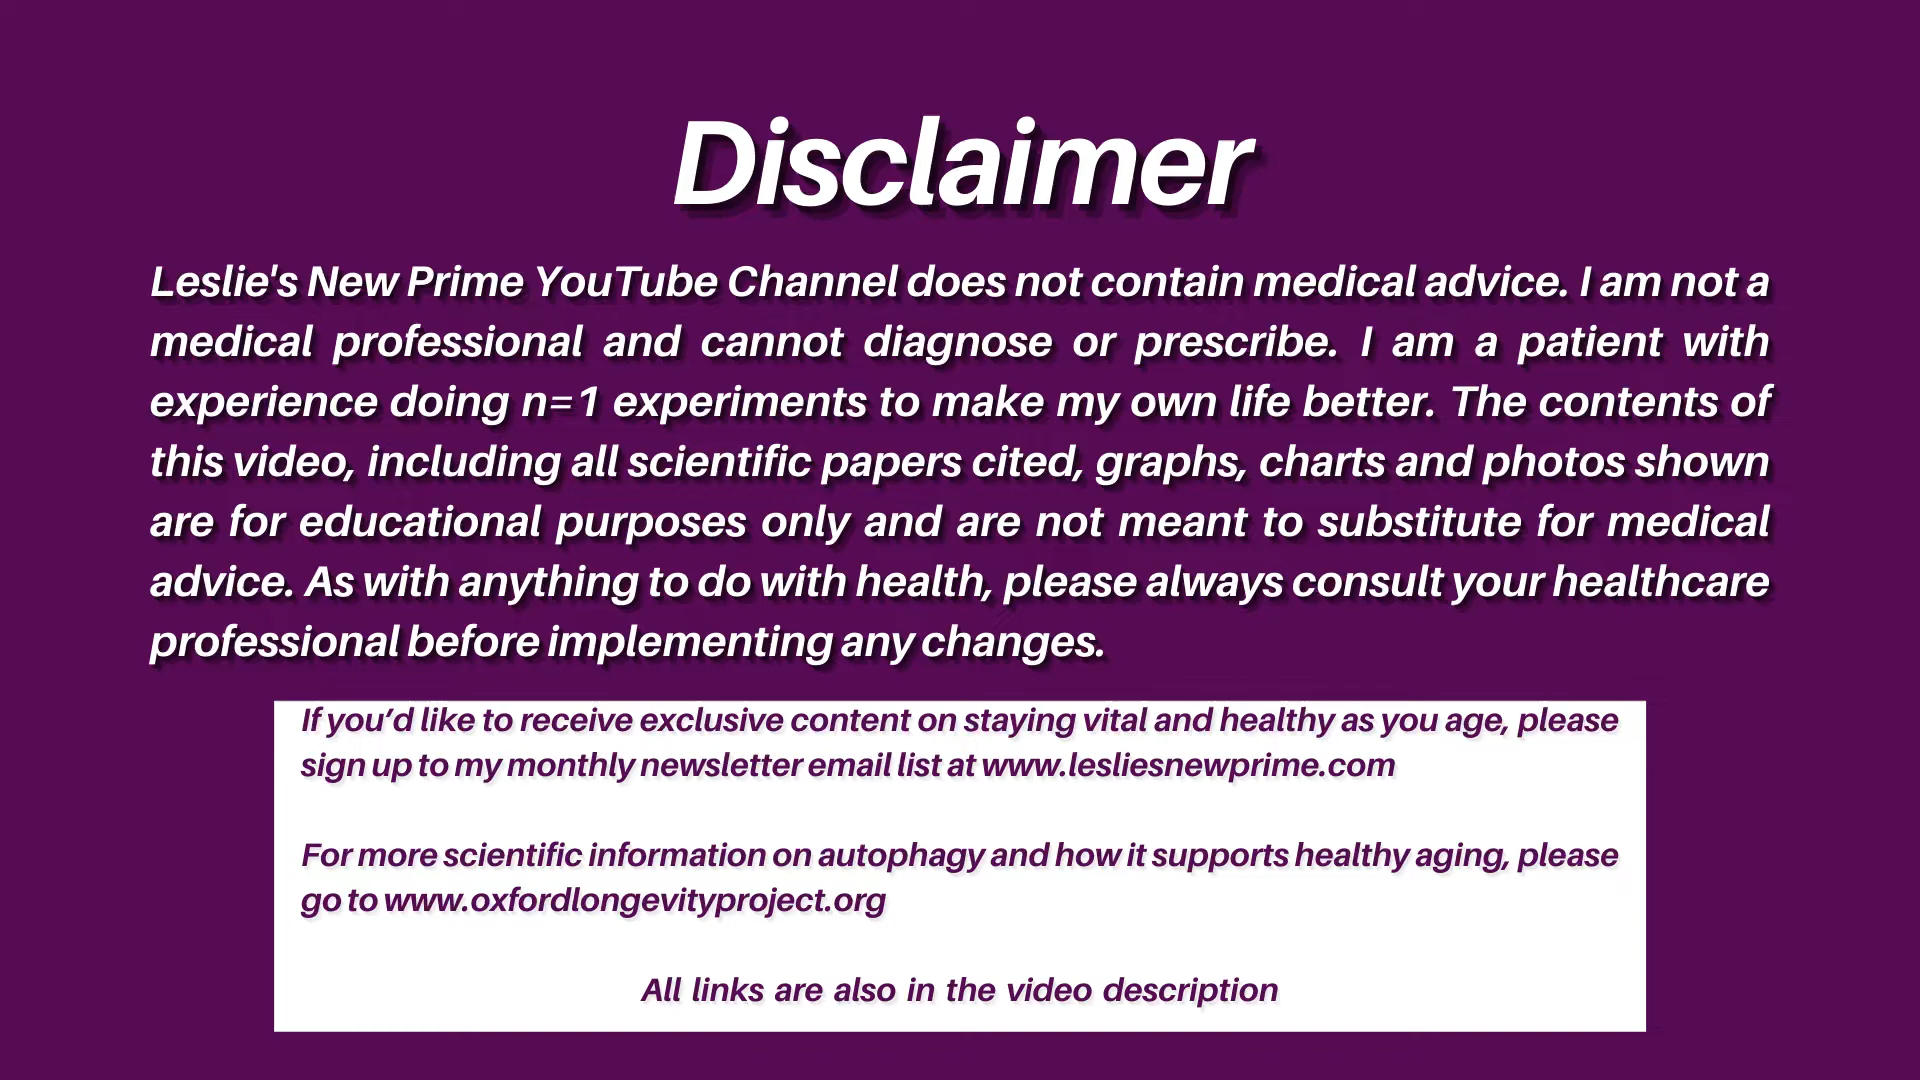 Disclaimer
Leslie's New Prime YouTube Channel does not contain medical advice. I am not a
medical professional and cannot diagnose or prescribe. I am a patient with
experience doing n=1 experiments to make my own life better. The contents of
this video, including all scientific papers cited, graphs, charts and photos shown
are for educational purposes only and are not meant to substitute for medical
advice. As with anything to do with health, please always consult your healthcare
professional before implementing any changes.
If you’d like to receive exclusive content on staying vital and healthy as you age, please
sign up to my monthly newsletter email list at www.lesliesnewprime.com
For more scientific information on autophagy and how it supports healthy aging, please
go to www.oxfordlongevityproject.org
All links are also in the video description